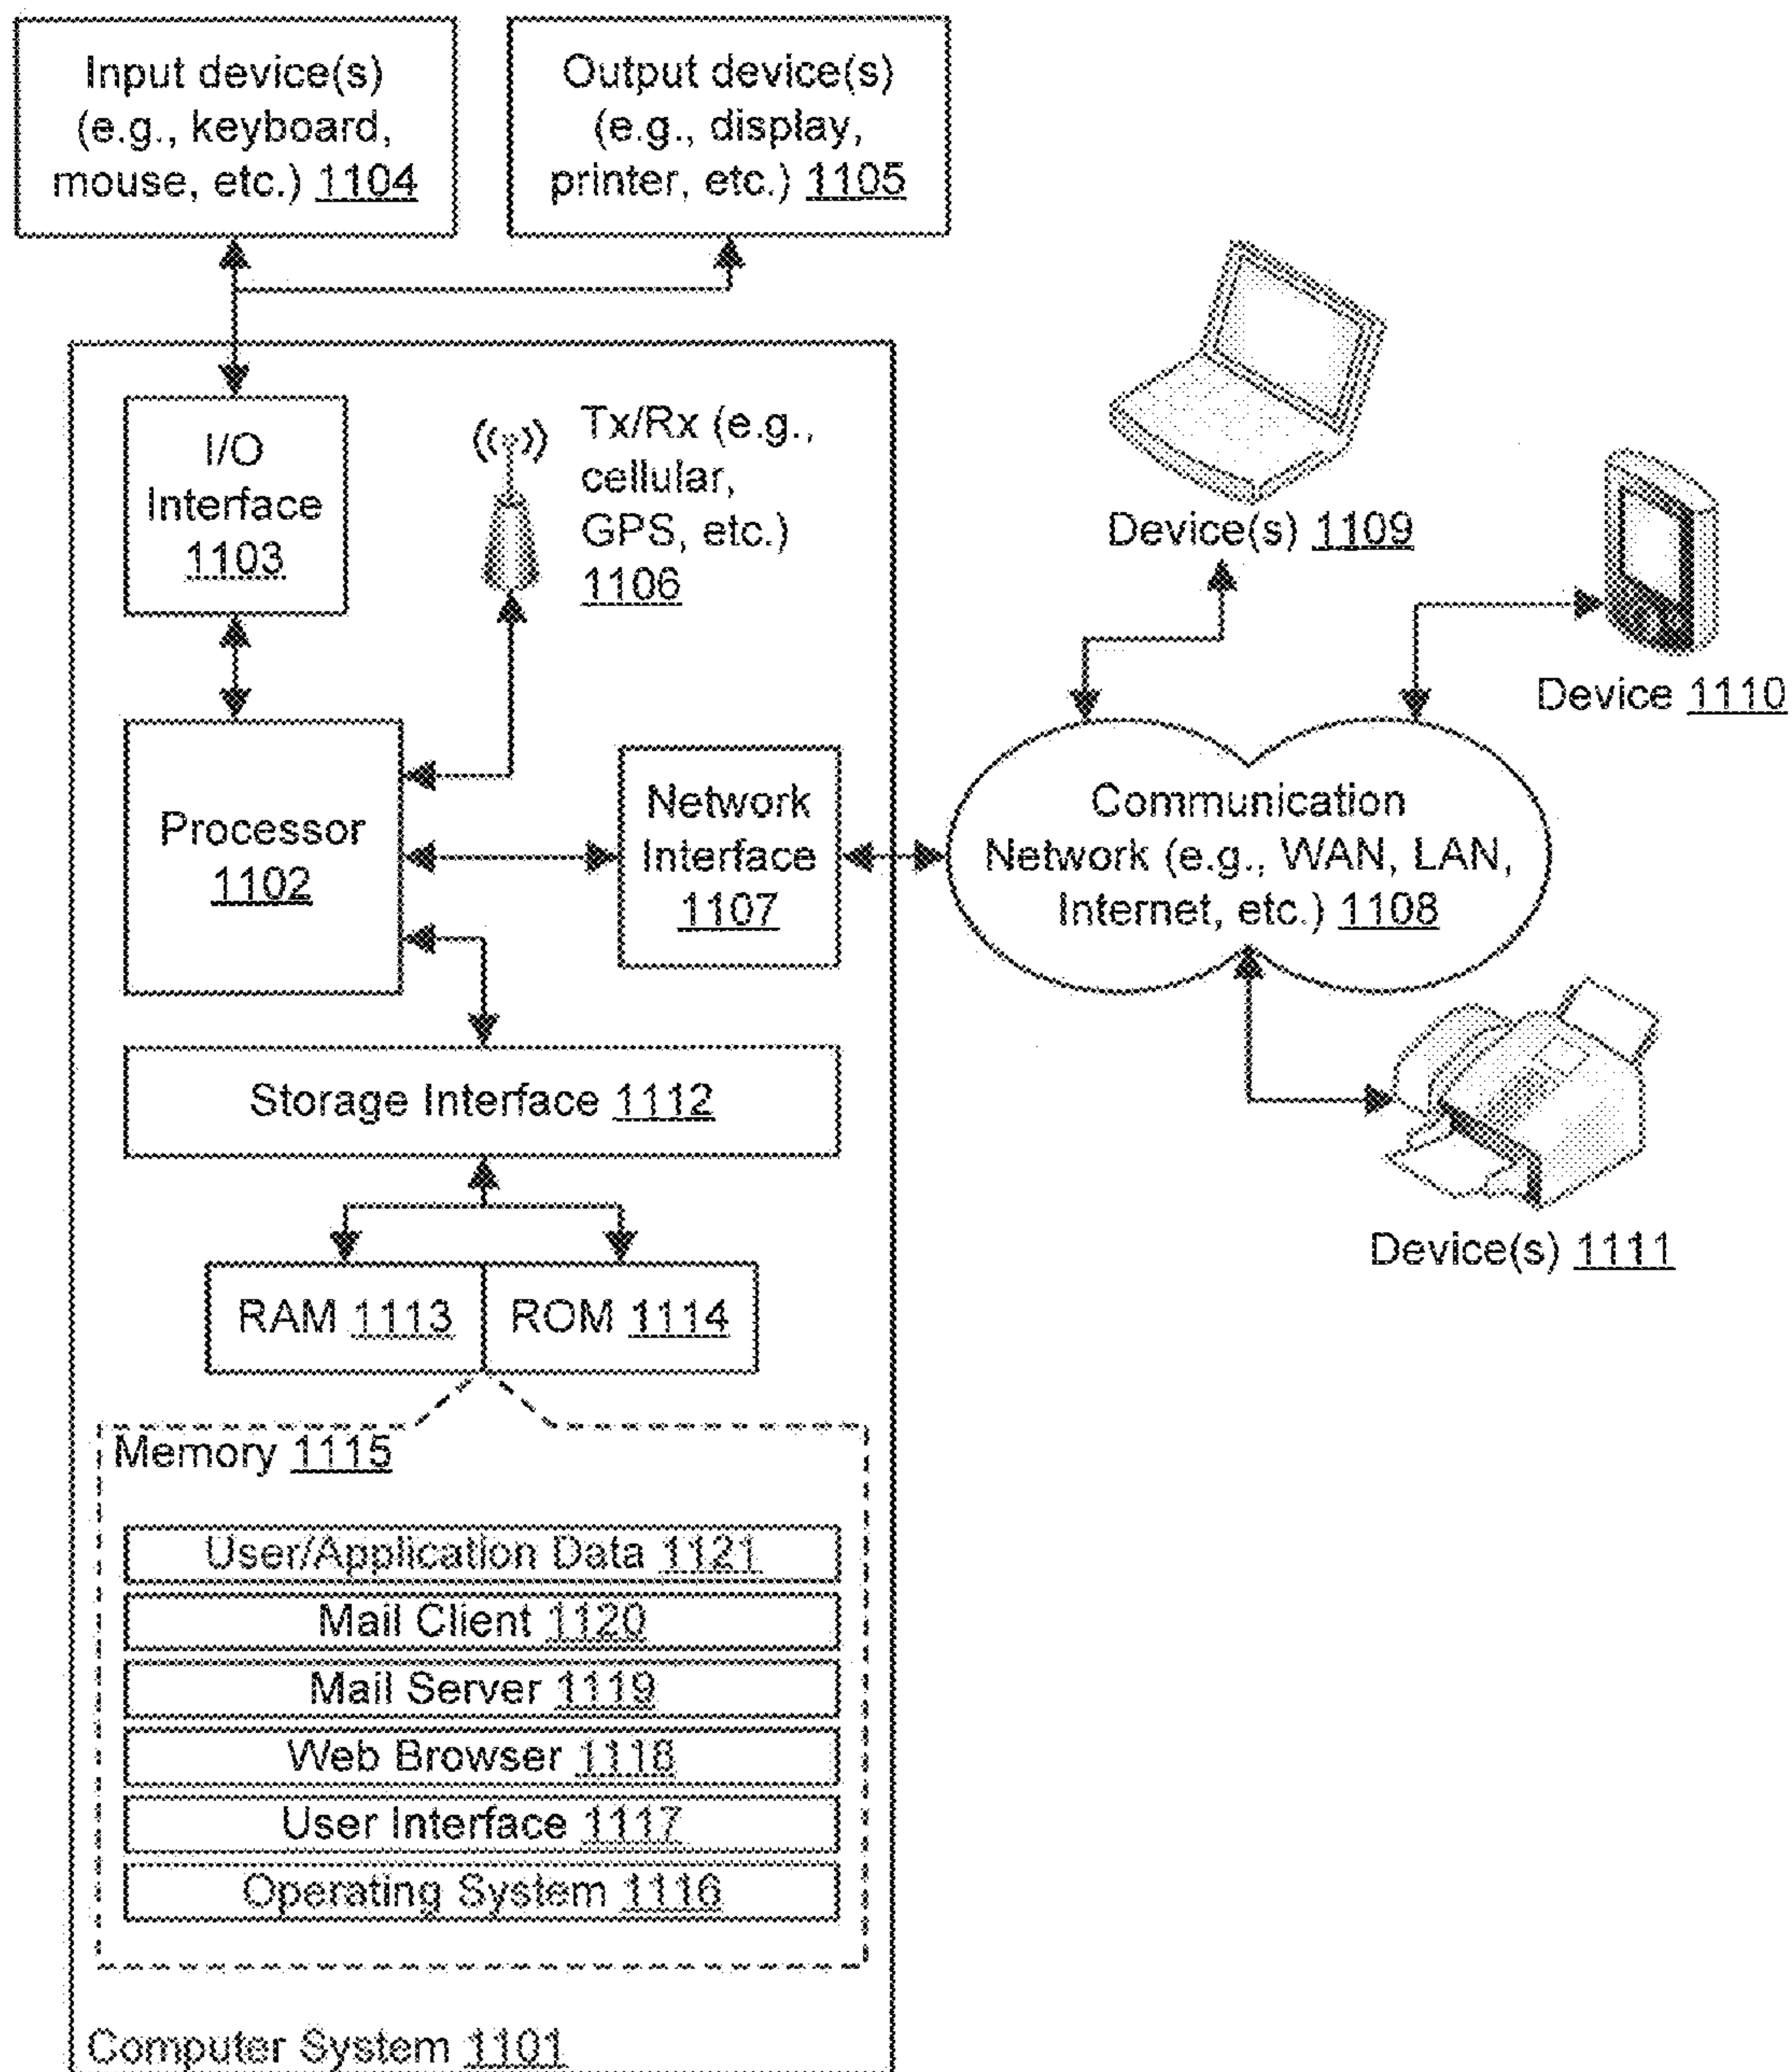 Input device(s)
(e.g., keyboard,
mouse, etc.) 1104
Output device(s)
(e.g., display,
printer, etc.) 1105
I/O
Interface
1103
Tx/Rx (e.g.,
cellular,
GPS, etc.)
1106
Device(s) 1109
Device 1110
Processor
1102
Network
Interface
1107
Communication
Network (e.g., WAN, LAN,
Internet, etc.) 1108
Storage Interface 1112
Device(s) 1111
RAM 1113
ROM 1114
Memory 1115
User/Application Data 1121
Mail Client 1120
Mail Server 1119
Web Browser 1118
User Interface 1117
Operating System 1116
Computer System 1101